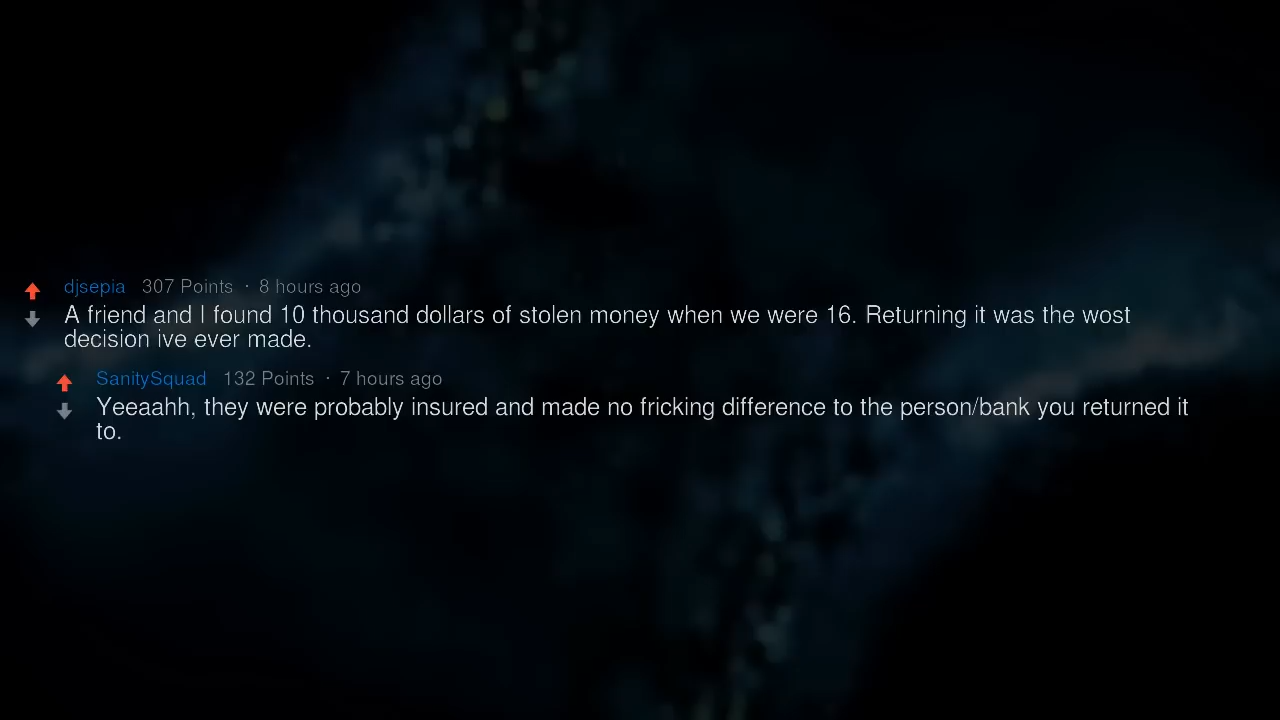 djsepia 307 Points · 8 hours ago
A friend and I found 10 thousand dollars of stolen money when we were 16. Returning it was the wost
decision ive ever made.
SanitySquad 132 Points · 7 hours ago
Yeeaahh, they were probably insured and made no fricking difference to the person/bank you returned it
to.